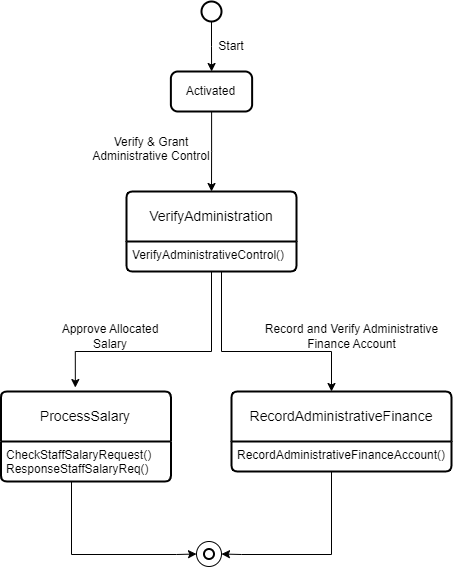 Start
Activated
Verify & Grant
Administrative Control
VerifyAdministration
VerifyAdministrativeControl()
Approve Allocated
Salary
Record and Verify Administrative
Finance Account
ProcessSalary
CheckStaffSalaryRequest()
ResponseStaffSalaryReq()
RecordAdministrativeFinance
RecordAdministrativeFinanceAccount()